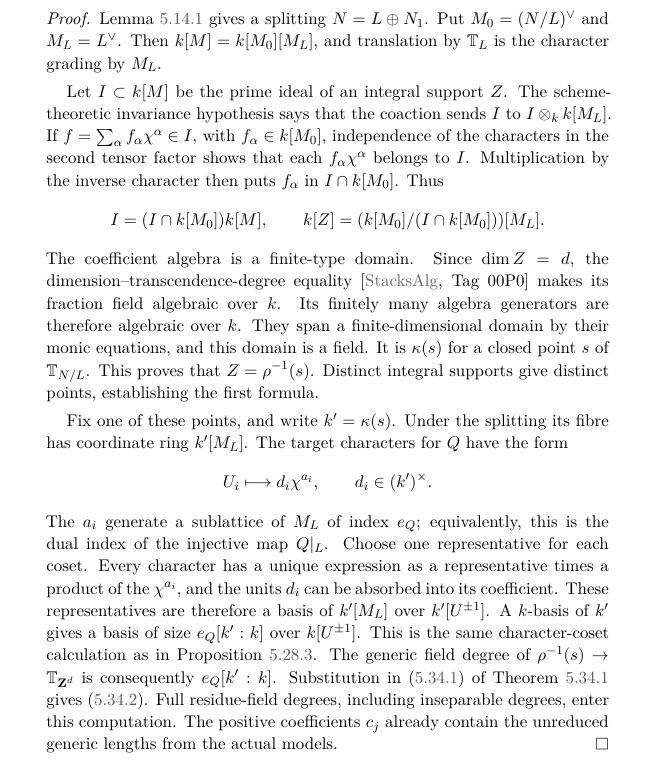 Proof. Lemma 5.14.1 gives a splitting N = L ⊕ N₁. Put M₀ = (N/L)^∨ and
M_L = L^∨. Then k[M] = k[M₀][M_L], and translation by 𝕋_L is the character
grading by M_L.
Let I ⊂ k[M] be the prime ideal of an integral support Z. The scheme-
theoretic invariance hypothesis says that the coaction sends I to I ⊗_k k[M_L].
If f = ∑_α f_αχ^α ∈ I, with f_α ∈ k[M₀], independence of the characters in the
second tensor factor shows that each f_αχ^α belongs to I. Multiplication by
the inverse character then puts f_α in I ∩ k[M₀]. Thus
I = (I ∩ k[M₀])k[M], k[Z] = (k[M₀]/(I ∩ k[M₀]))[M_L].
The coefficient algebra is a finite-type domain. Since dim Z = d, the
dimension–transcendence-degree equality [StacksAlg, Tag 00P0] makes its
fraction field algebraic over k. Its finitely many algebra generators are
therefore algebraic over k. They span a finite-dimensional domain by their
monic equations, and this domain is a field. It is κ(s) for a closed point s of
𝕋_{N/L}. This proves that Z = ρ⁻¹(s). Distinct integral supports give distinct
points, establishing the first formula.
Fix one of these points, and write k′ = κ(s). Under the splitting its fibre
has coordinate ring k′[M_L]. The target characters for Q have the form
U_i ⟼ d_iχ^{a_i}, d_i ∈ (k′)^×.
The a_i generate a sublattice of M_L of index e_Q; equivalently, this is the
dual index of the injective map Q|_L. Choose one representative for each
coset. Every character has a unique expression as a representative times a
product of the χ^{a_i}, and the units d_i can be absorbed into its coefficient. These
representatives are therefore a basis of k′[M_L] over k′[U^{±1}]. A k-basis of k′
gives a basis of size e_Q[k′ : k] over k[U^{±1}]. This is the same character-coset
calculation as in Proposition 5.28.3. The generic field degree of ρ⁻¹(s) →
𝕋_{𝐙^d} is consequently e_Q[k′ : k]. Substitution in (5.34.1) of Theorem 5.34.1
gives (5.34.2). Full residue-field degrees, including inseparable degrees, enter
this computation. The positive coefficients c_j already contain the unreduced
generic lengths from the actual models. □